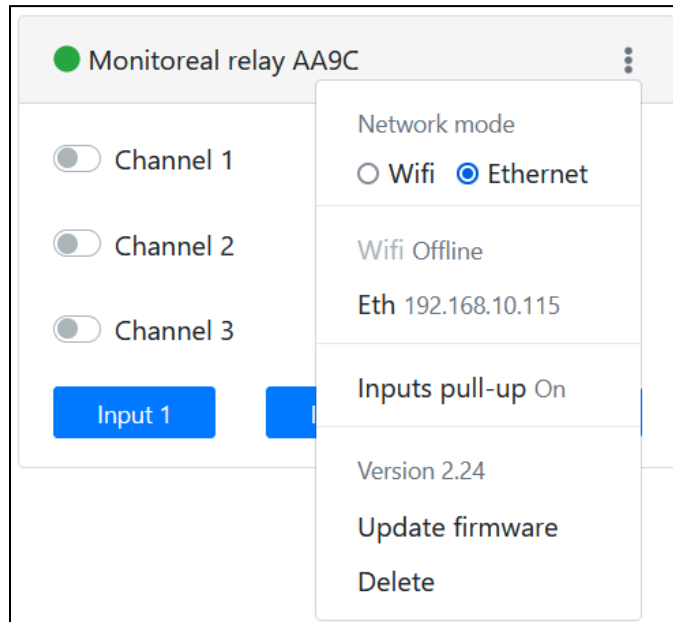 Monitoreal relay AA9C
Network mode
Wifi Ethernet
Channel 1
Channel 2
Channel 3
Wifi Offline
Eth 192.168.10.115
Inputs pull-up On
Input 1
Version 2.24
Update firmware
Delete